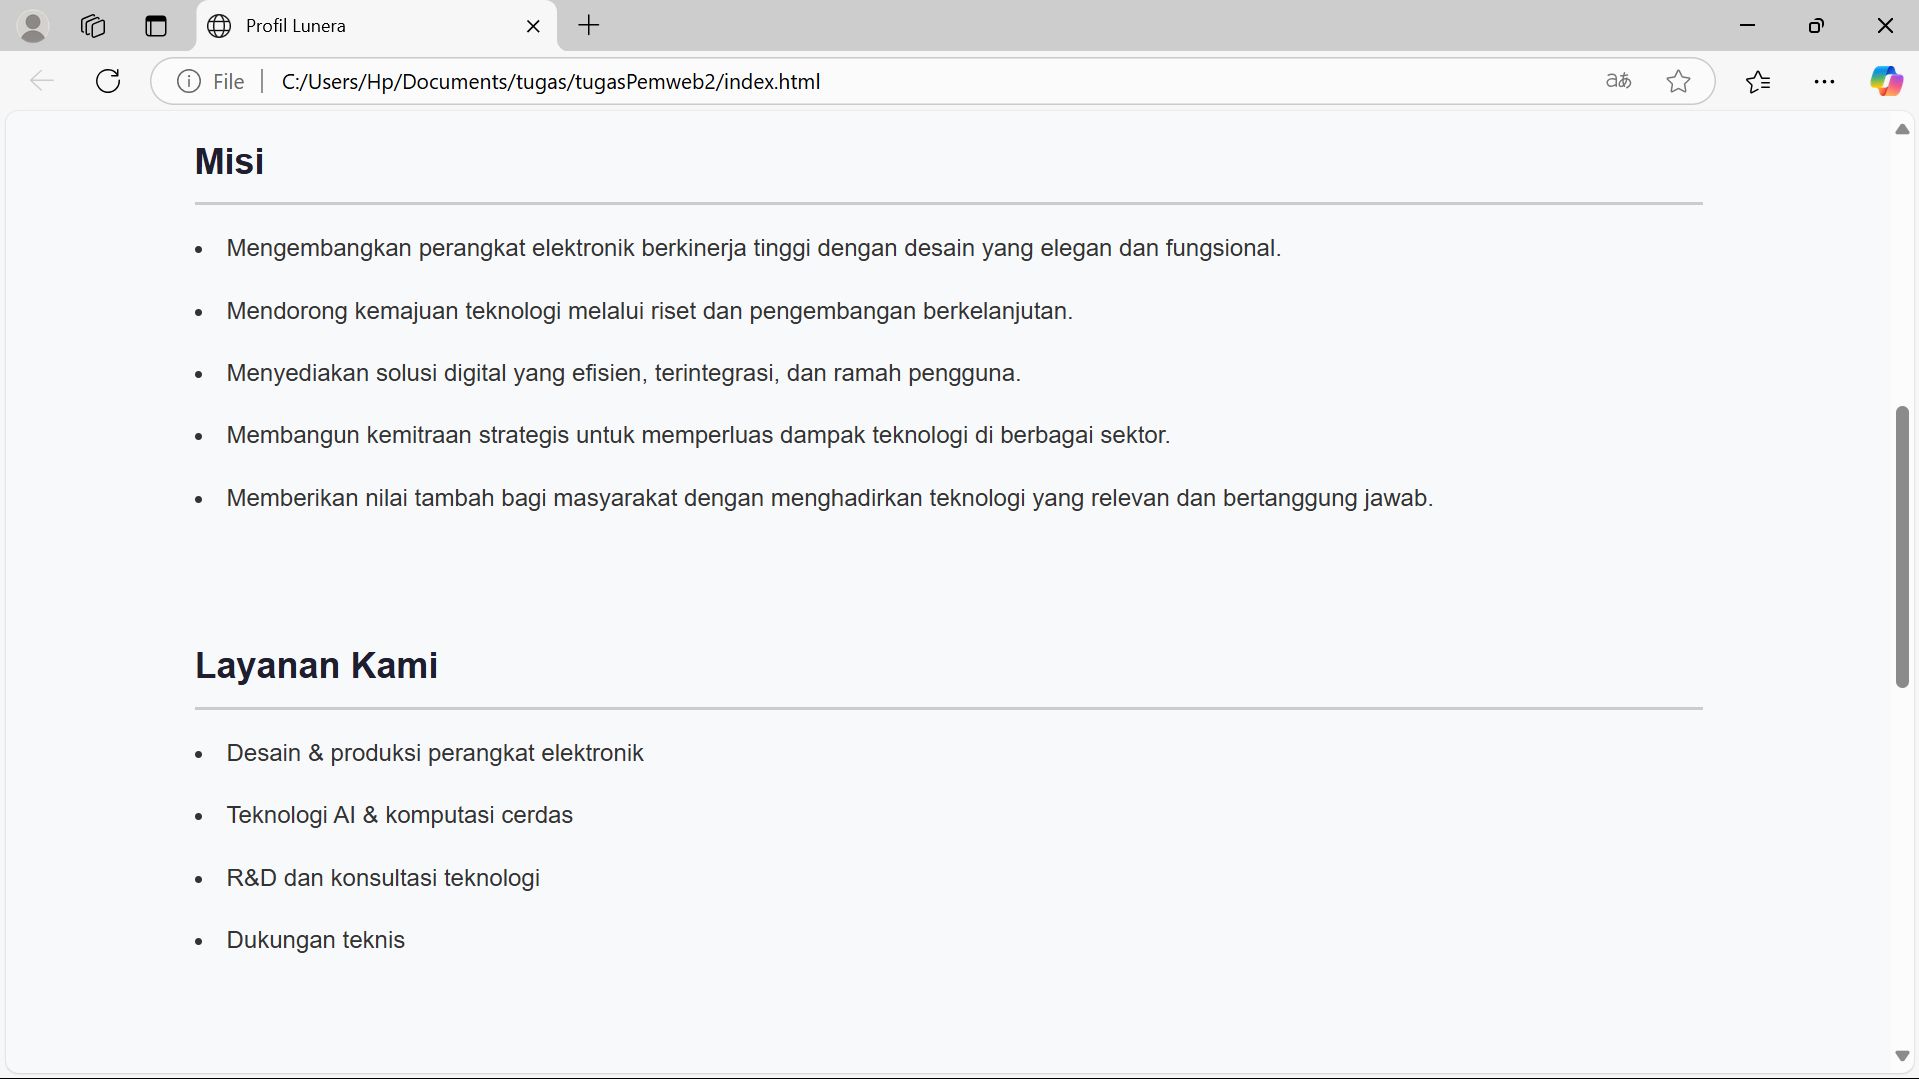 Profil Lunera
File
C:/Users/Hp/Documents/tugas/tugasPemweb2/index.html
aあ
Misi
• Mengembangkan perangkat elektronik berkinerja tinggi dengan desain yang elegan dan fungsional.
• Mendorong kemajuan teknologi melalui riset dan pengembangan berkelanjutan.
• Menyediakan solusi digital yang efisien, terintegrasi, dan ramah pengguna.
• Membangun kemitraan strategis untuk memperluas dampak teknologi di berbagai sektor.
• Memberikan nilai tambah bagi masyarakat dengan menghadirkan teknologi yang relevan dan bertanggung jawab.
Layanan Kami
• Desain & produksi perangkat elektronik
• Teknologi AI & komputasi cerdas
• R&D dan konsultasi teknologi
• Dukungan teknis